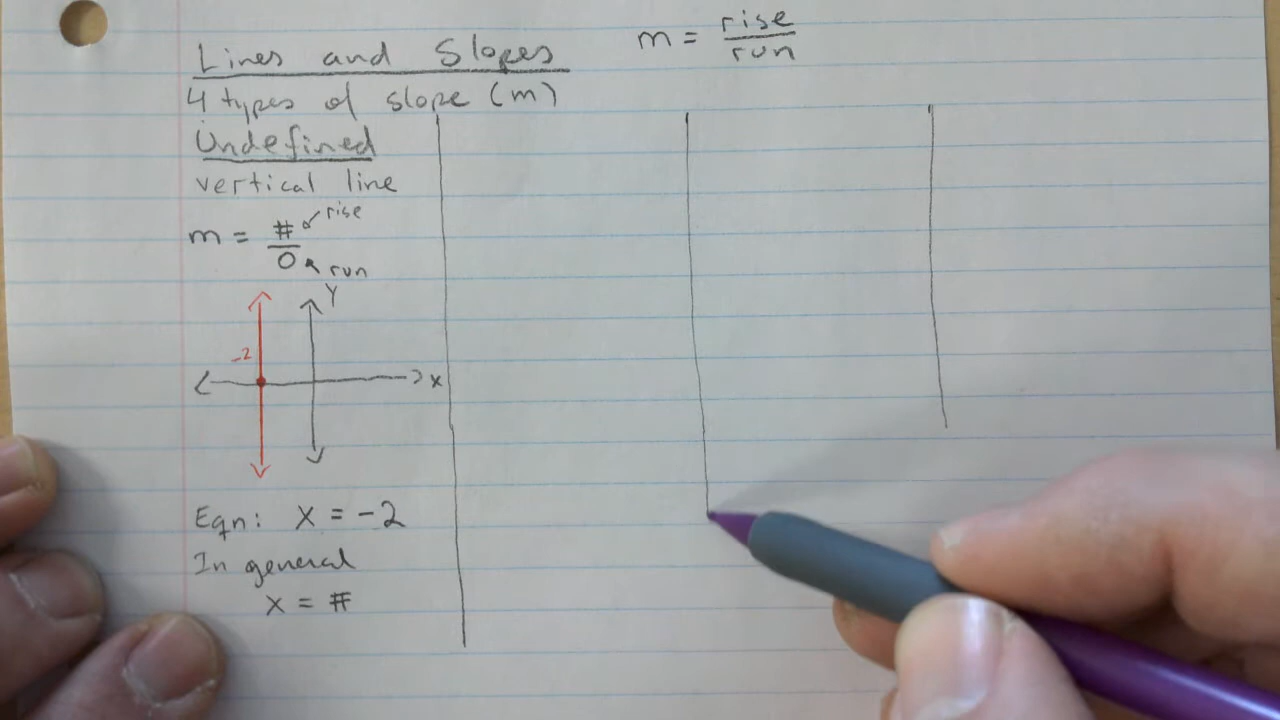 Lines and Slopes
m = rise/run
4 types of slope (m)
Undefined
vertical line
m = #/0
rise
run
Y
-2
x
Eqn: x = -2
In general
x = #